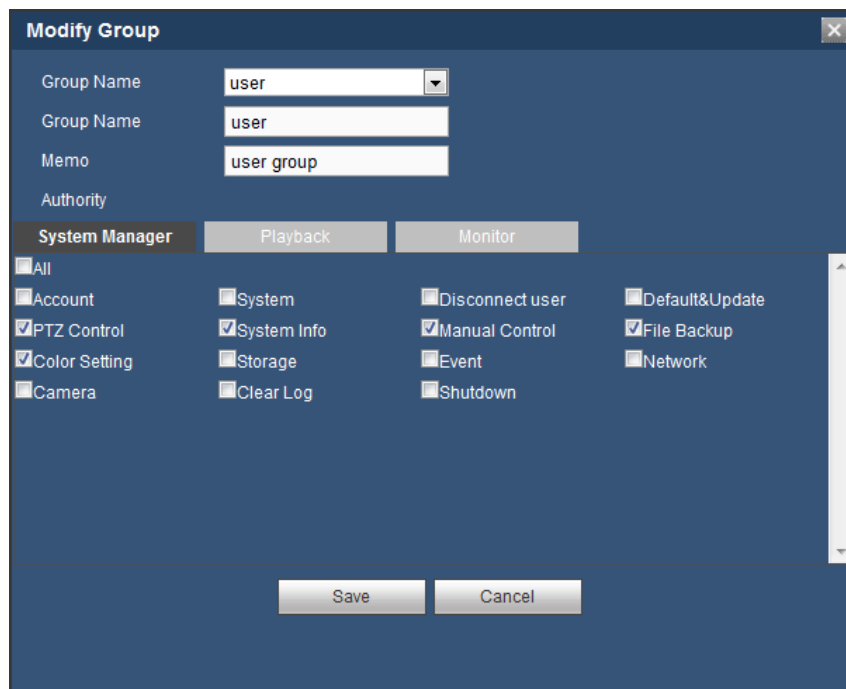 Modify Group
Group Name user
Group Name user
Memo user group
Authority
System Manager Playback Monitor
All
Account System Disconnect user Default&Update
PTZ Control System Info Manual Control File Backup
Color Setting Storage Event Network
Camera Clear Log Shutdown
Save Cancel